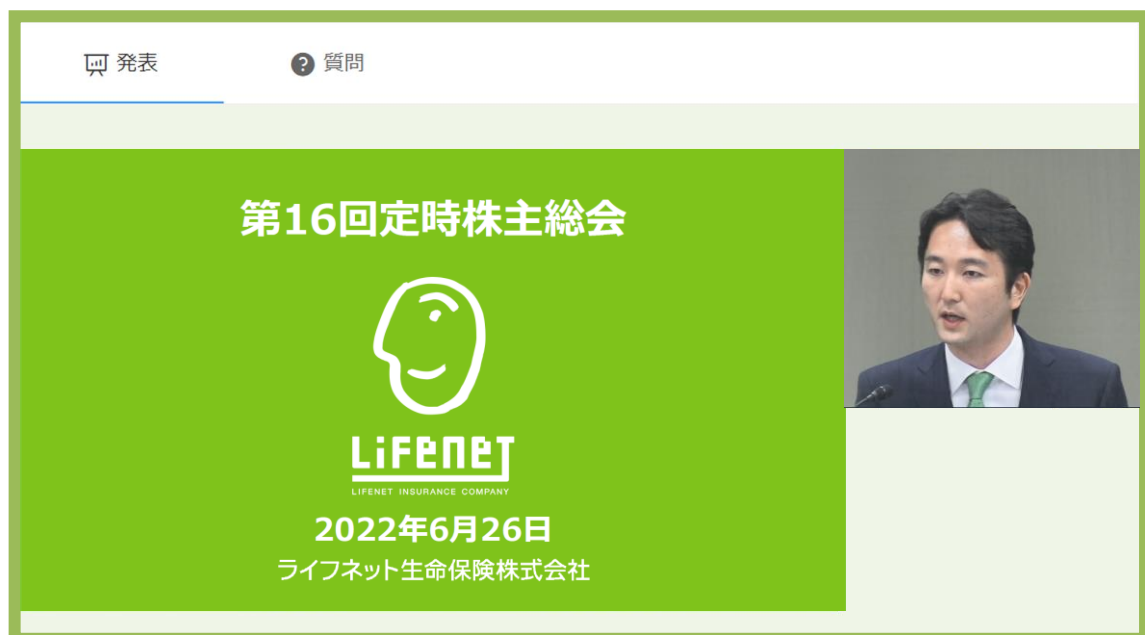 発表
質問
第16回定時株主総会
LIFENET
LIFENET INSURANCE COMPANY
2022年6月26日
ライフネット生命保険株式会社